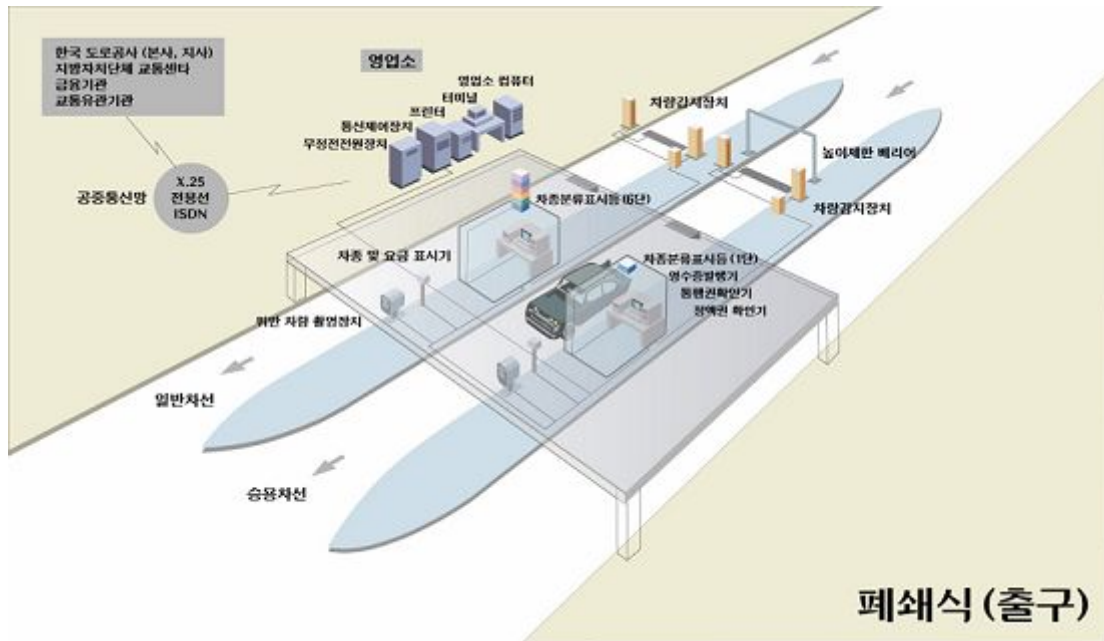 한국 도로공사 (본사, 지사)
지방자치단체 교통센타
금융기관
교통유관기관
영업소
영업소 컴퓨터
터미널
프린터
통신제어장치
무정전전원장치
공중통신망
X.25
전용선
ISDN
차량감지장치
높이제한 베리어
차량감지장치
차종분류표시등(6단)
차종 및 요금 표시기
차종분류표시등(1단)
영수증발행기
통행권확인기
정액권 확인기
위반 차량 촬영장치
일반차선
승용차선
폐쇄식(출구)